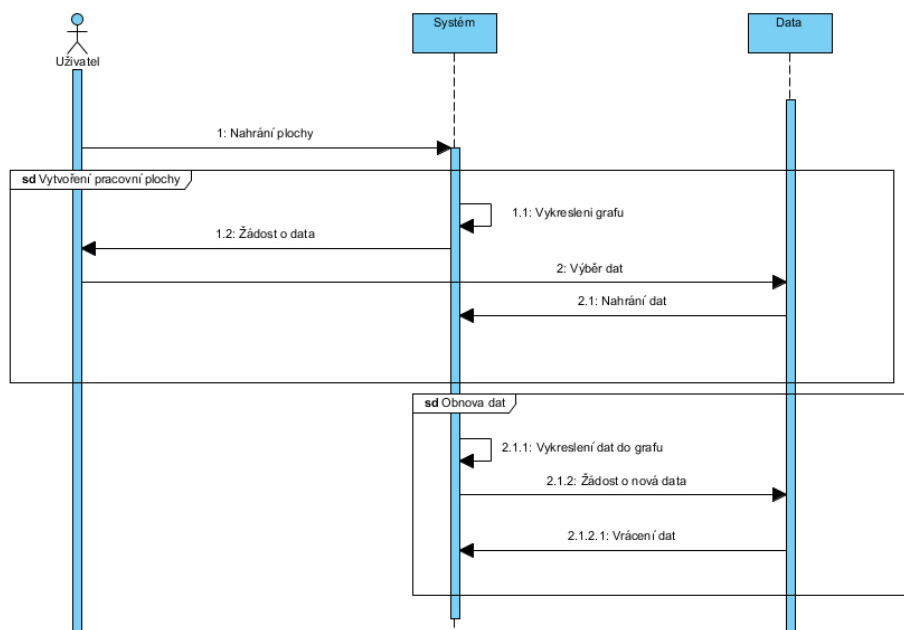 Systém
Data
Uživatel
1: Nahrání plochy
sd Vytvoření pracovní plochy
1.1: Vykresleni grafu
1.2: Žádost o data
2: Výběr dat
2.1: Nahrání dat
sd Obnova dat
2.1.1: Vykreslení dat do grafu
2.1.2: Žádost o nová data
2.1.2.1: Vrácení dat